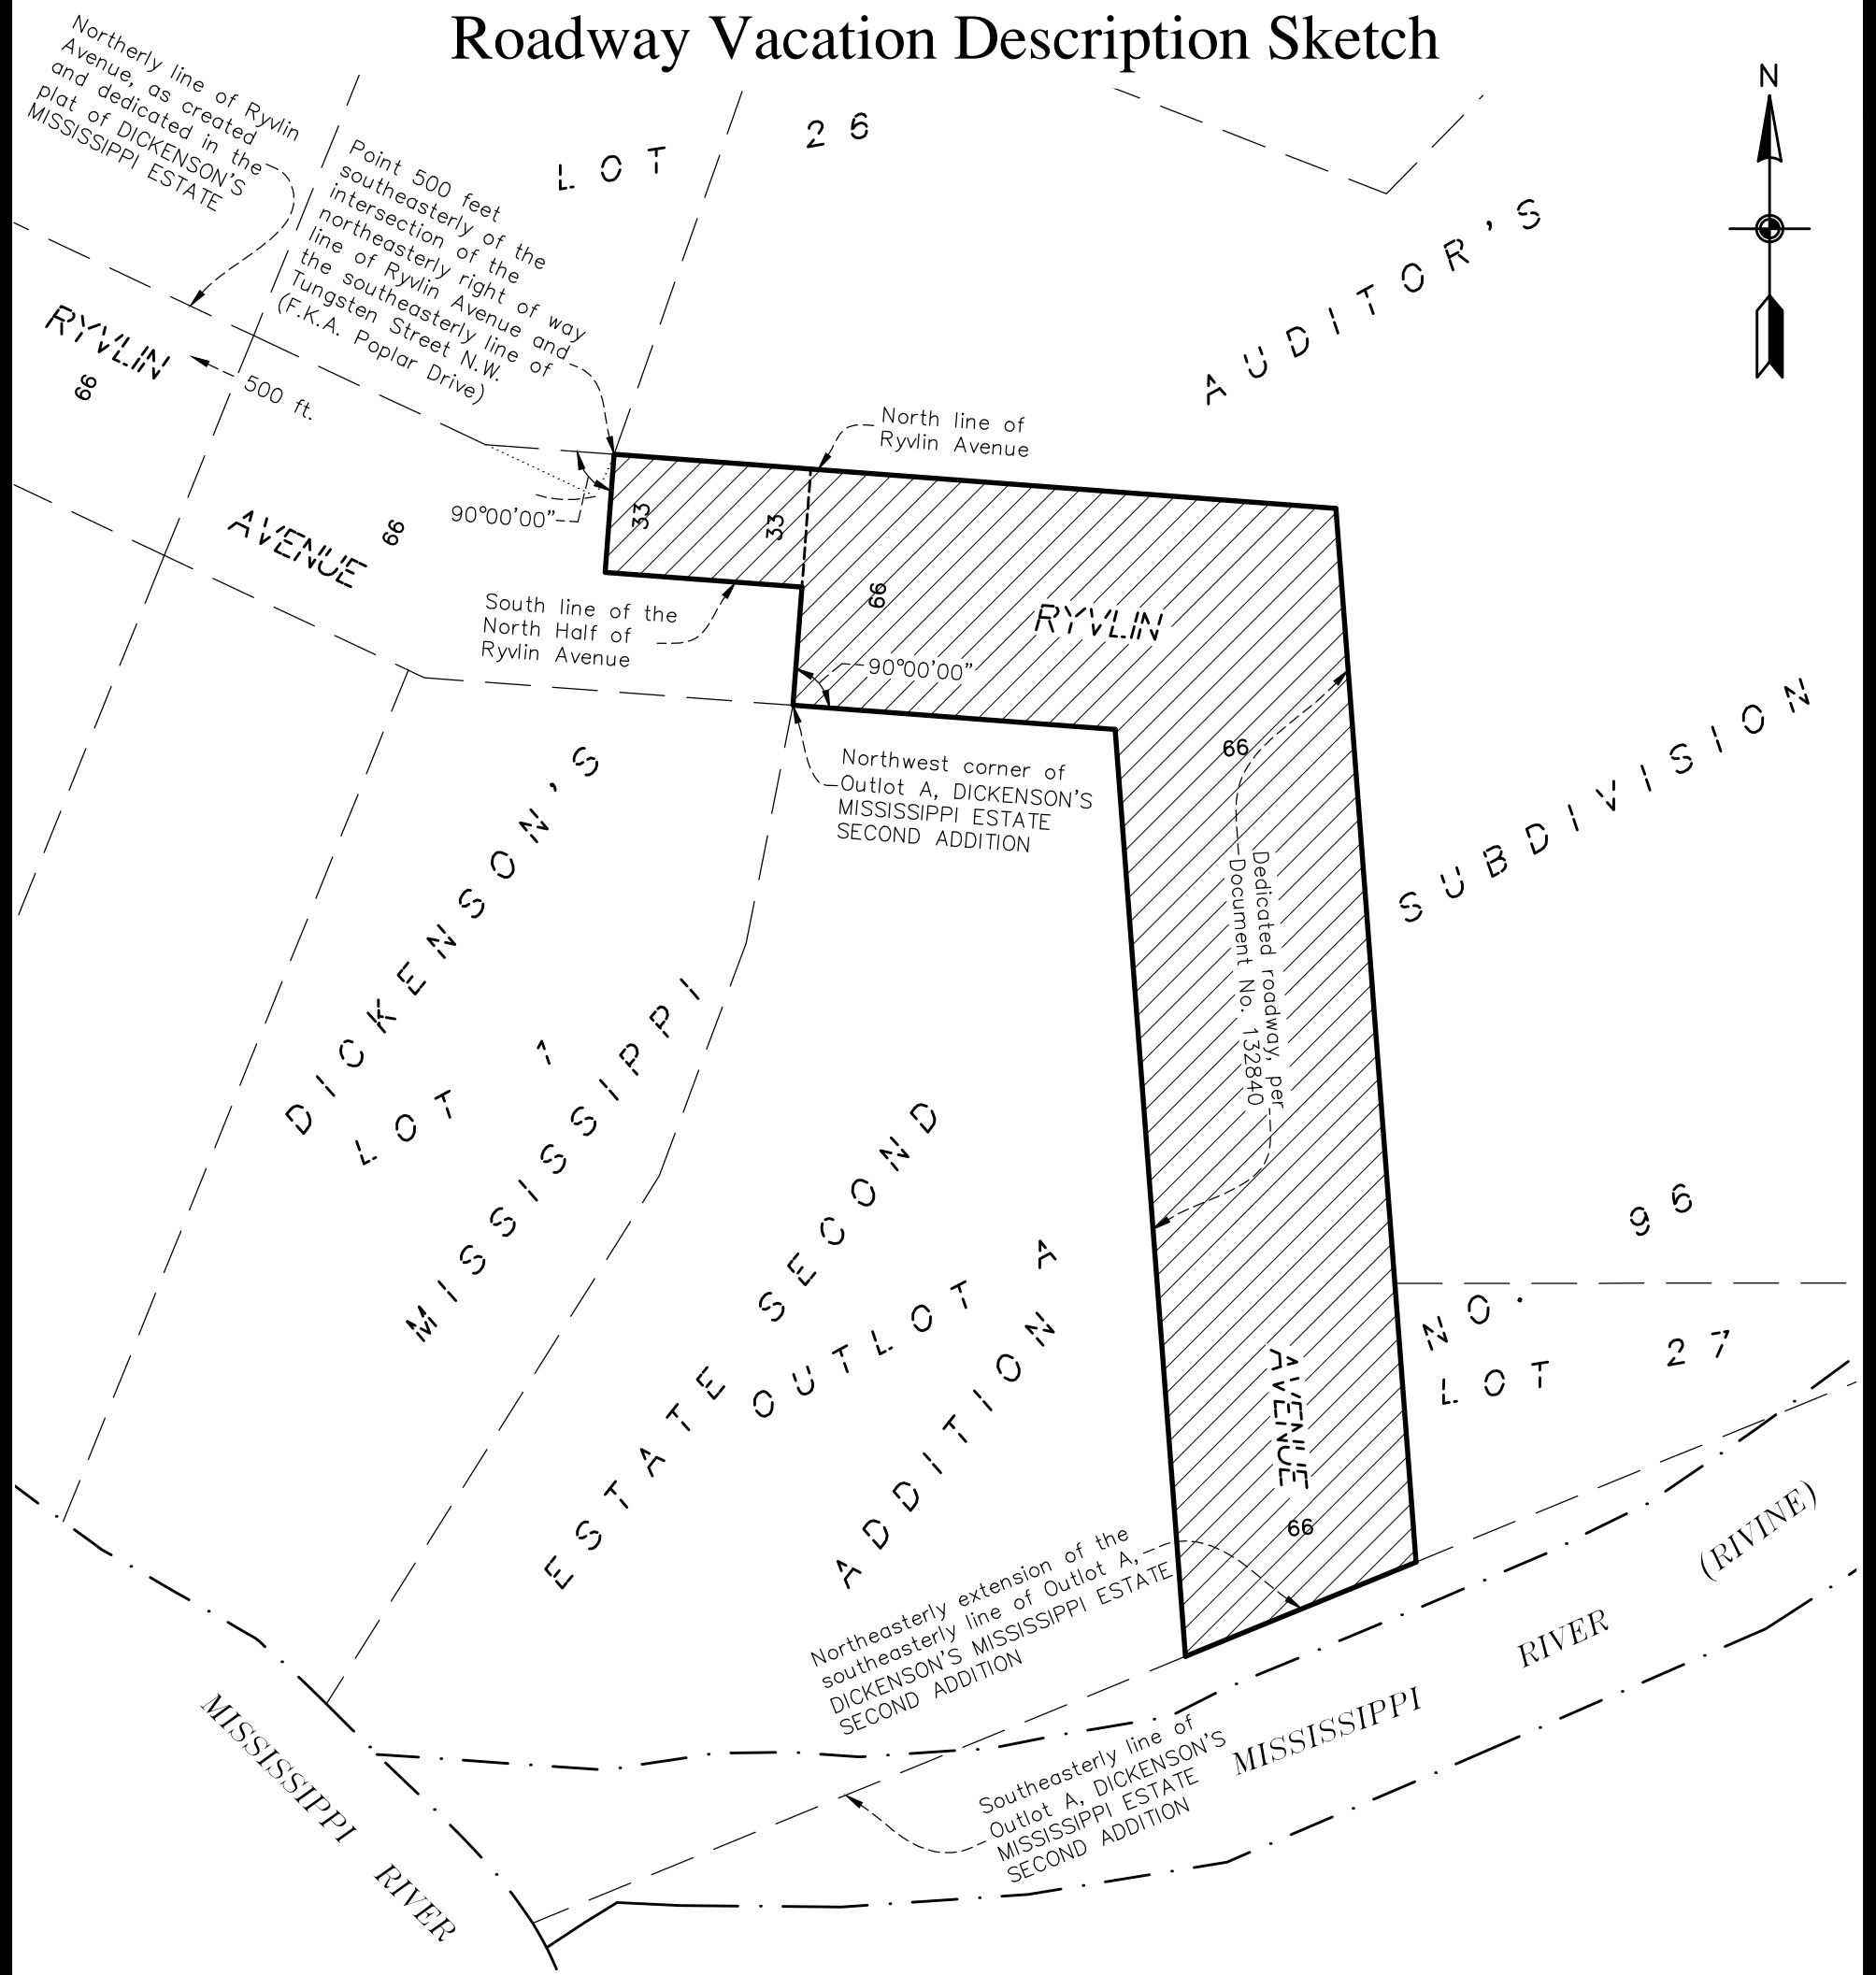 Roadway Vacation Description Sketch
N
Northerly line of Ryvlin
Avenue, as created
and dedicated in the
plat of DICKENSON'S
MISSISSIPPI ESTATE
Point 500 feet
southeasterly of the
intersection of the
northeasterly right of way
line of Ryvlin Avenue and
the southeasterly line of
Tungsten Street N.W.
(F.K.A. Poplar Drive)
LOT 26
AUDITOR'S
RYVLIN
66
500 ft.
North line of
Ryvlin Avenue
AVENUE
66
90°00'00"
33
33
66
RYVLIN
South line of the
North Half of
Ryvlin Avenue
90°00'00"
SUBDIVISION
66
Northwest corner of
Outlot A, DICKENSON'S
MISSISSIPPI ESTATE
SECOND ADDITION
Dedicated roadway, per
Document No. 132840
DICKENSON'S
LOT 1
MISSISSIPPI
ESTATE SECOND
OUTLOT A
ADDITION
NO. 96
LOT 27
AVENUE
66
Northeasterly extension of the
southeasterly line of Outlot A,
DICKENSON'S MISSISSIPPI ESTATE
SECOND ADDITION
Southeasterly line of
Outlot A, DICKENSON'S
MISSISSIPPI ESTATE
SECOND ADDITION
MISSISSIPPI RIVER (RIVINE)
MISSISSIPPI RIVER